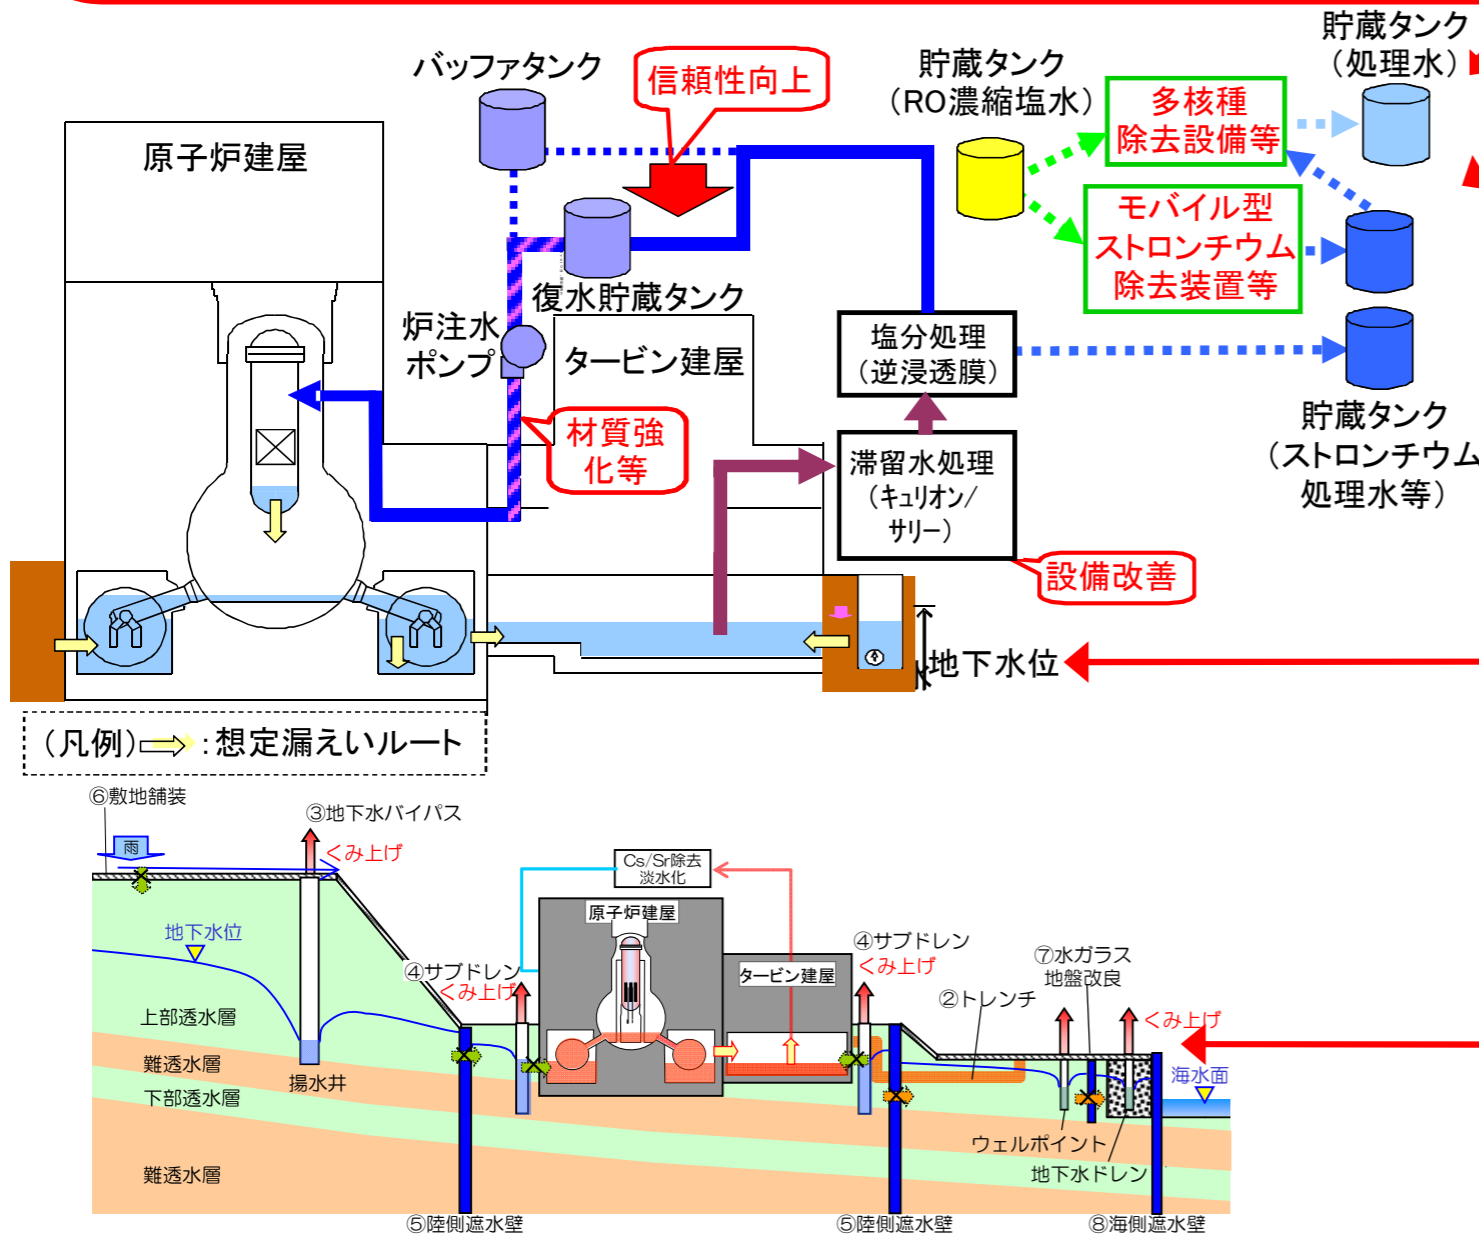 貯蔵タンク
（処理水）
バッファタンク
信頼性向上
貯蔵タンク
（RO濃縮塩水）
多核種
除去設備等
原子炉建屋
モバイル型
ストロンチウム
除去装置等
復水貯蔵タンク
炉注水
ポンプ
タービン建屋
塩分処理
（逆浸透膜）
材質強
化等
滞留水処理
（キュリオン/
サリー）
貯蔵タンク
（ストロンチウム
処理水等）
設備改善
地下水位
（凡例）
：想定漏えいルート
⑥敷地舗装
③地下水バイパス
雨
くみ上げ
Cs/Sr除去
淡水化
原子炉建屋
地下水位
④サブドレン
くみ上げ
タービン建屋
④サブドレン
くみ上げ
⑦水ガラス
地盤改良
②トレンチ
くみ上げ
上部透水層
難透水層
揚水井
下部透水層
海水面
ウェルポイント
地下水ドレン
難透水層
⑤陸側遮水壁
⑤陸側遮水壁
⑧海側遮水壁